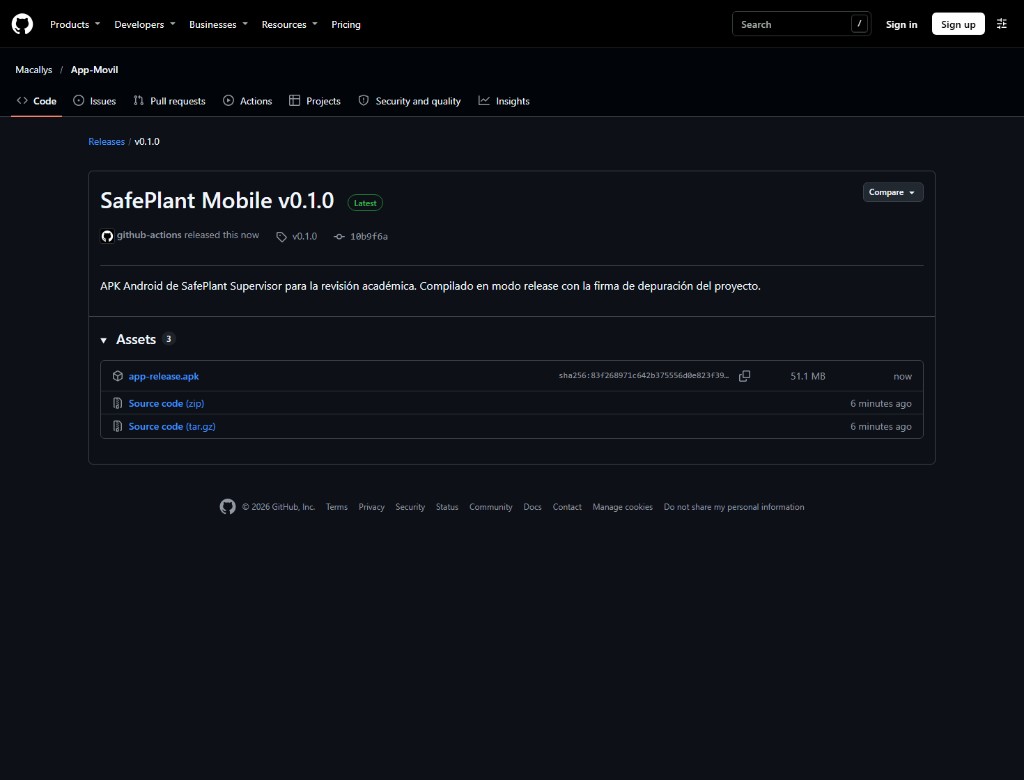 Products Developers Businesses Resources Pricing Search / Sign in Sign up
Macallys / App-Movil
Code Issues Pull requests Actions Projects Security and quality Insights
Releases / v0.1.0
SafePlant Mobile v0.1.0 Latest Compare
github-actions released this now v0.1.0 10b9f6a
APK Android de SafePlant Supervisor para la revisión académica. Compilado en modo release con la firma de depuración del proyecto.
Assets 3
app-release.apk sha256:83f268971c642b375556d0e823f39… 51.1 MB now
Source code (zip) 6 minutes ago
Source code (tar.gz) 6 minutes ago
© 2026 GitHub, Inc. Terms Privacy Security Status Community Docs Contact Manage cookies Do not share my personal information